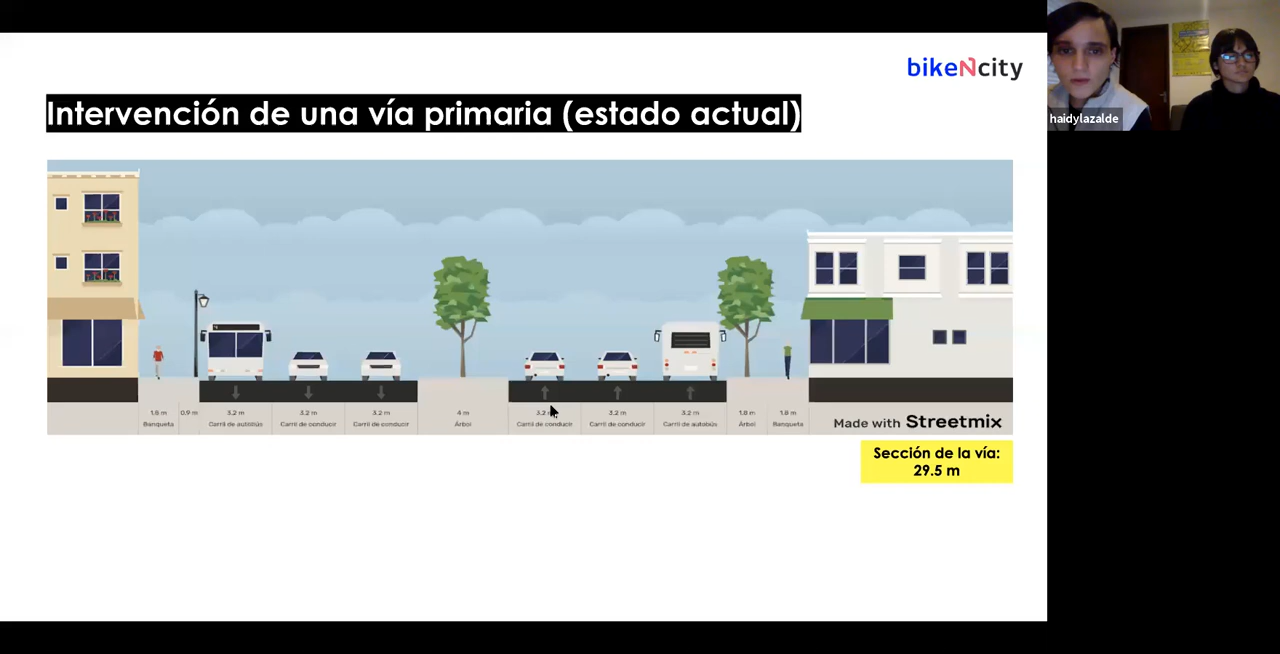 bikeNcity
Intervención de una vía primaria (estado actual)
haidylazalde
1.6 m 0.9 m 3.2 m 3.2 m 3.2 m 4 m 3.2 m 3.2 m 3.2 m 1.8 m 1.8 m
Banqueta Carril de autobús Carril de conducir Carril de conducir Árbol Carril de conducir Carril de conducir Carril de autobús Árbol Banqueta
Made with Streetmix
Sección de la vía:
29.5 m